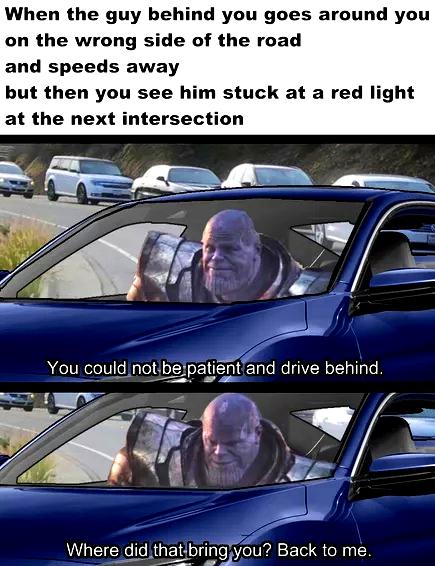 When the guy behind you goes around you
on the wrong side of the road
and speeds away
but then you see him stuck at a red light
at the next intersection
You could not be patient and drive behind.
Where did that bring you? Back to me.